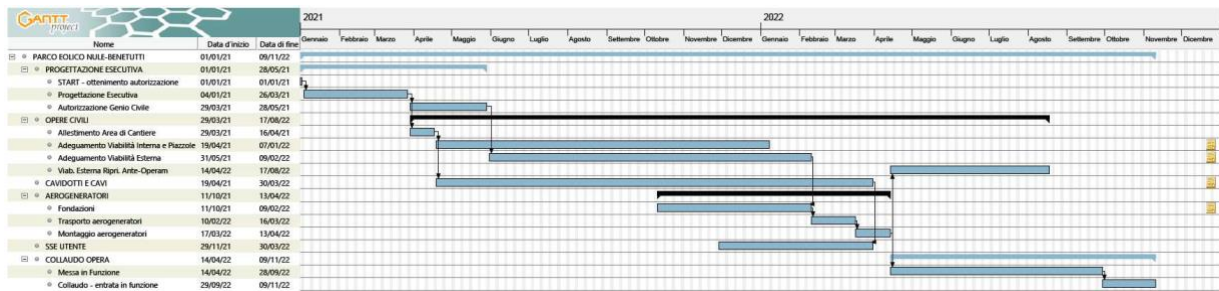 GANTT
project
2021
2022
Nome Data d'inizio Data di fine
Gennaio Febbraio Marzo Aprile Maggio Giugno Luglio Agosto Settembre Ottobre Novembre Dicembre Gennaio Febbraio Marzo Aprile Maggio Giugno Luglio Agosto Settembre Ottobre Novembre Dicembre
PARCO EOLICO NULE-BENETUTTI 01/01/21 09/11/22
PROGETTAZIONE ESECUTIVA 01/01/21 28/05/21
START - ottenimento autorizzazione 01/01/21 01/01/21
Progettazione Esecutiva 04/01/21 26/03/21
Autorizzazione Genio Civile 29/03/21 28/05/21
OPERE CIVILI 29/03/21 17/08/22
Allestimento Area di Cantiere 29/03/21 16/04/21
Adeguamento Viabilità Interna e Piazzole 19/04/21 07/01/22
Adeguamento Viabilità Esterna 31/05/21 09/02/22
Viab. Esterna Ripri. Ante-Operam 14/04/22 17/08/22
CAVIDOTTI E CAVI 19/04/21 30/03/22
AEROGENERATORI 11/10/21 13/04/22
Fondazioni 11/10/21 09/02/22
Trasporto aerogeneratori 10/02/22 16/03/22
Montaggio aerogeneratori 17/03/22 13/04/22
SSE UTENTE 29/11/21 30/03/22
COLLAUDO OPERA 14/04/22 09/11/22
Messa in Funzione 14/04/22 28/09/22
Collaudo - entrata in funzione 29/09/22 09/11/22